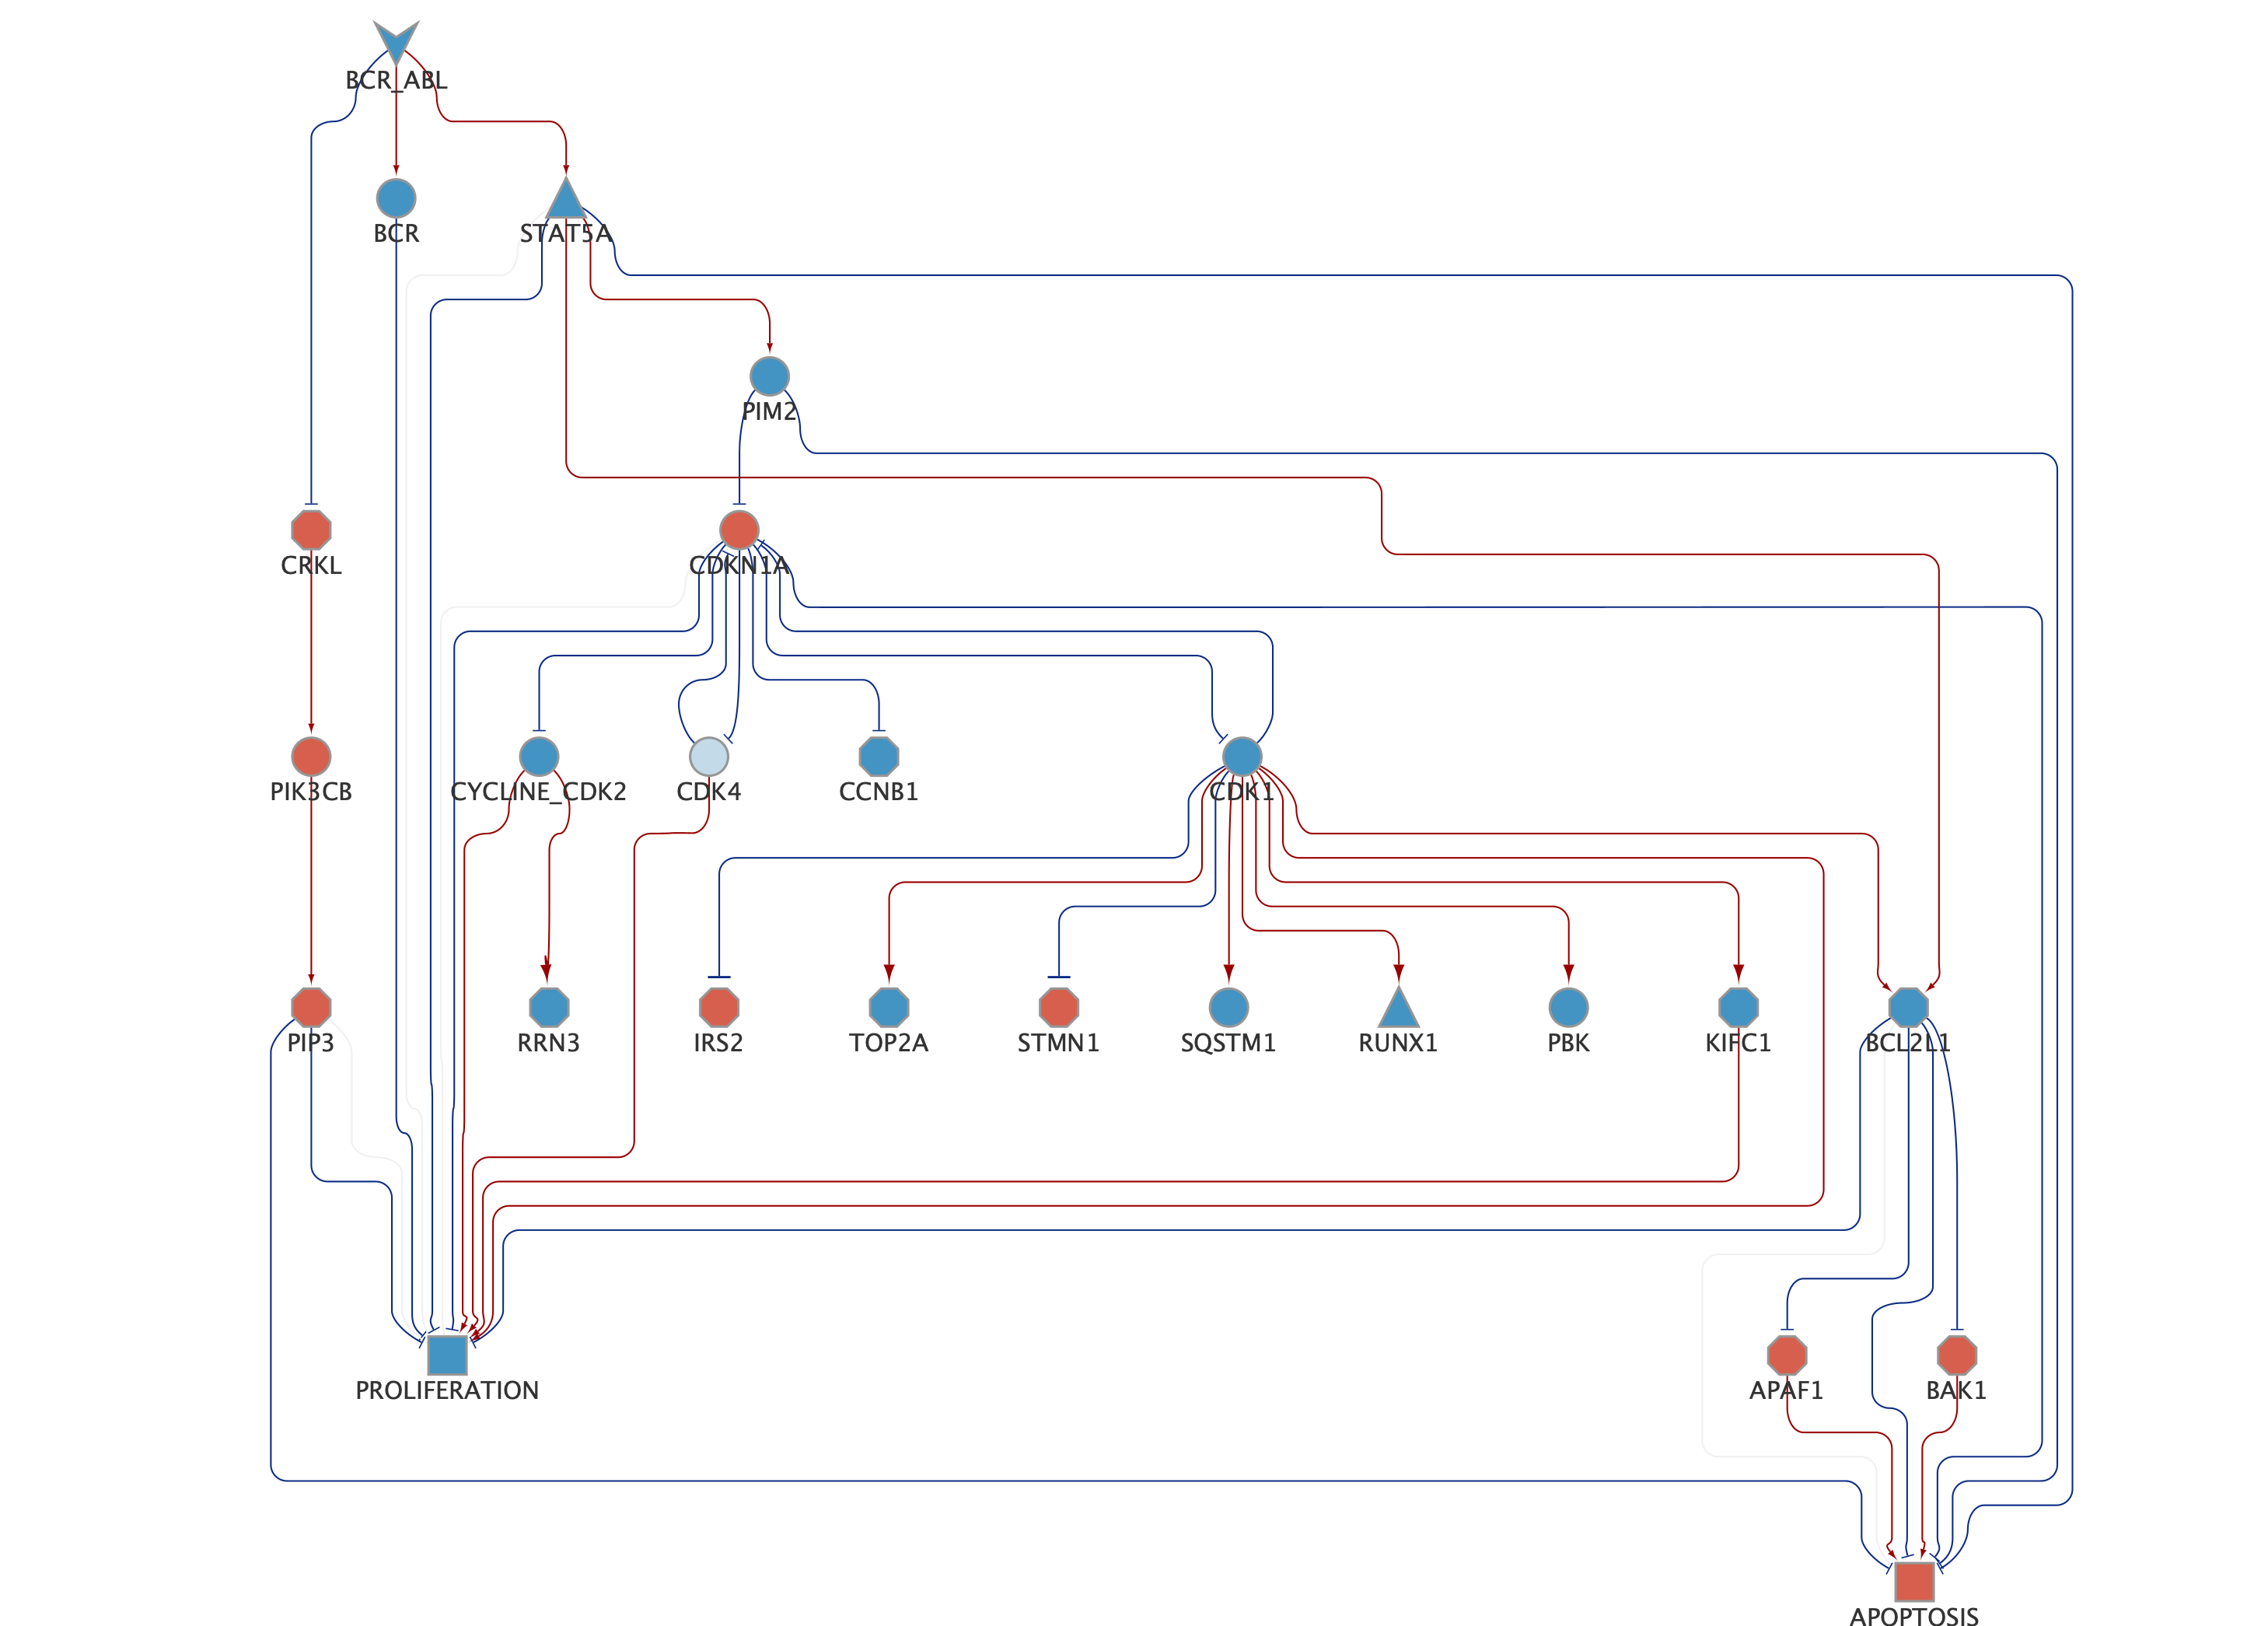 BCR_ABL
BCR
STAT5A
PIM2
CRKL
CDKN1A
PIK3CB
CYCLINE_CDK2
CDK4
CCNB1
CDK1
PIP3
RRN3
IRS2
TOP2A
STMN1
SQSTM1
RUNX1
PBK
KIFC1
BCL2L1
PROLIFERATION
APAF1
BAK1
APOPTOSIS